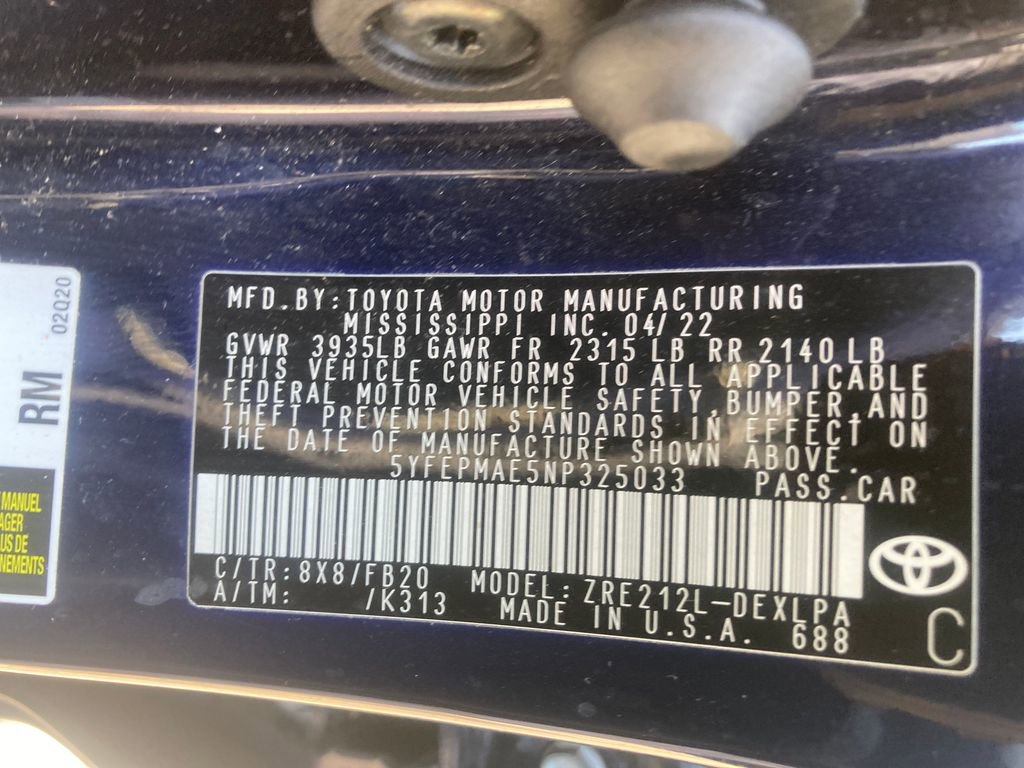 MFD.BY:TOYOTA MOTOR MANUFACTURING
MISSISSIPPI INC. 04/22
GVWR 3935LB GAWR FR 2315 LB RR 2140 LB
THIS VEHICLE CONFORMS TO ALL APPLICABLE
FEDERAL MOTOR VEHICLE SAFETY,BUMPER,AND
THEFT PREVENTION STANDARDS IN EFFECT ON
THE DATE OF MANUFACTURE SHOWN ABOVE.
5YFEPMAE5NP325033 PASS.CAR
C/TR:8X8/FB20 MODEL:ZRE212L-DEXLPA
A/TM: /K313 MADE IN U.S.A. 688
C
02Q20
RM
MANUEL
AGER
US DE
NEMENTS